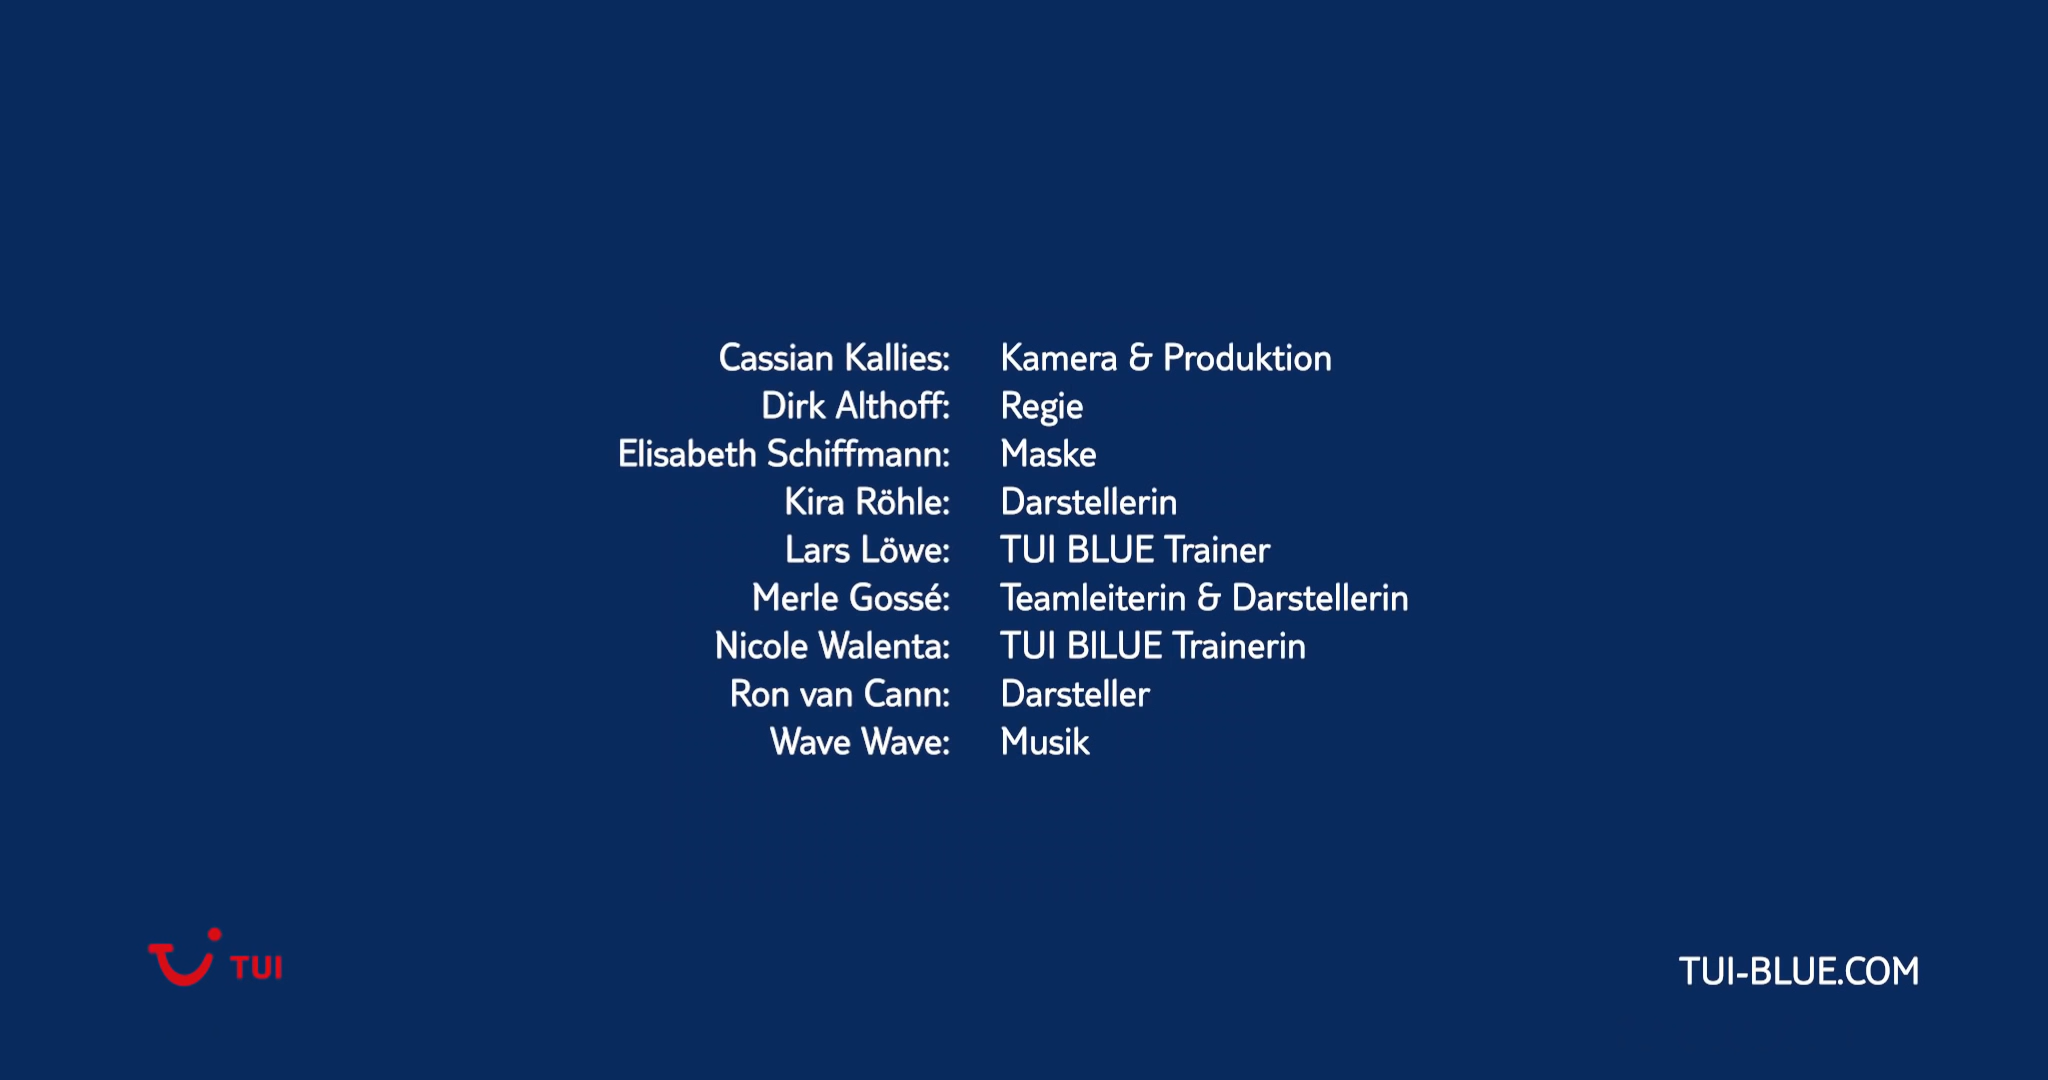 Cassian Kallies: Kamera & Produktion
Dirk Althoff: Regie
Elisabeth Schiffmann: Maske
Kira Röhle: Darstellerin
Lars Löwe: TUI BLUE Trainer
Merle Gossé: Teamleiterin & Darstellerin
Nicole Walenta: TUI BILUE Trainerin
Ron van Cann: Darsteller
Wave Wave: Musik
TUI
TUI-BLUE.COM